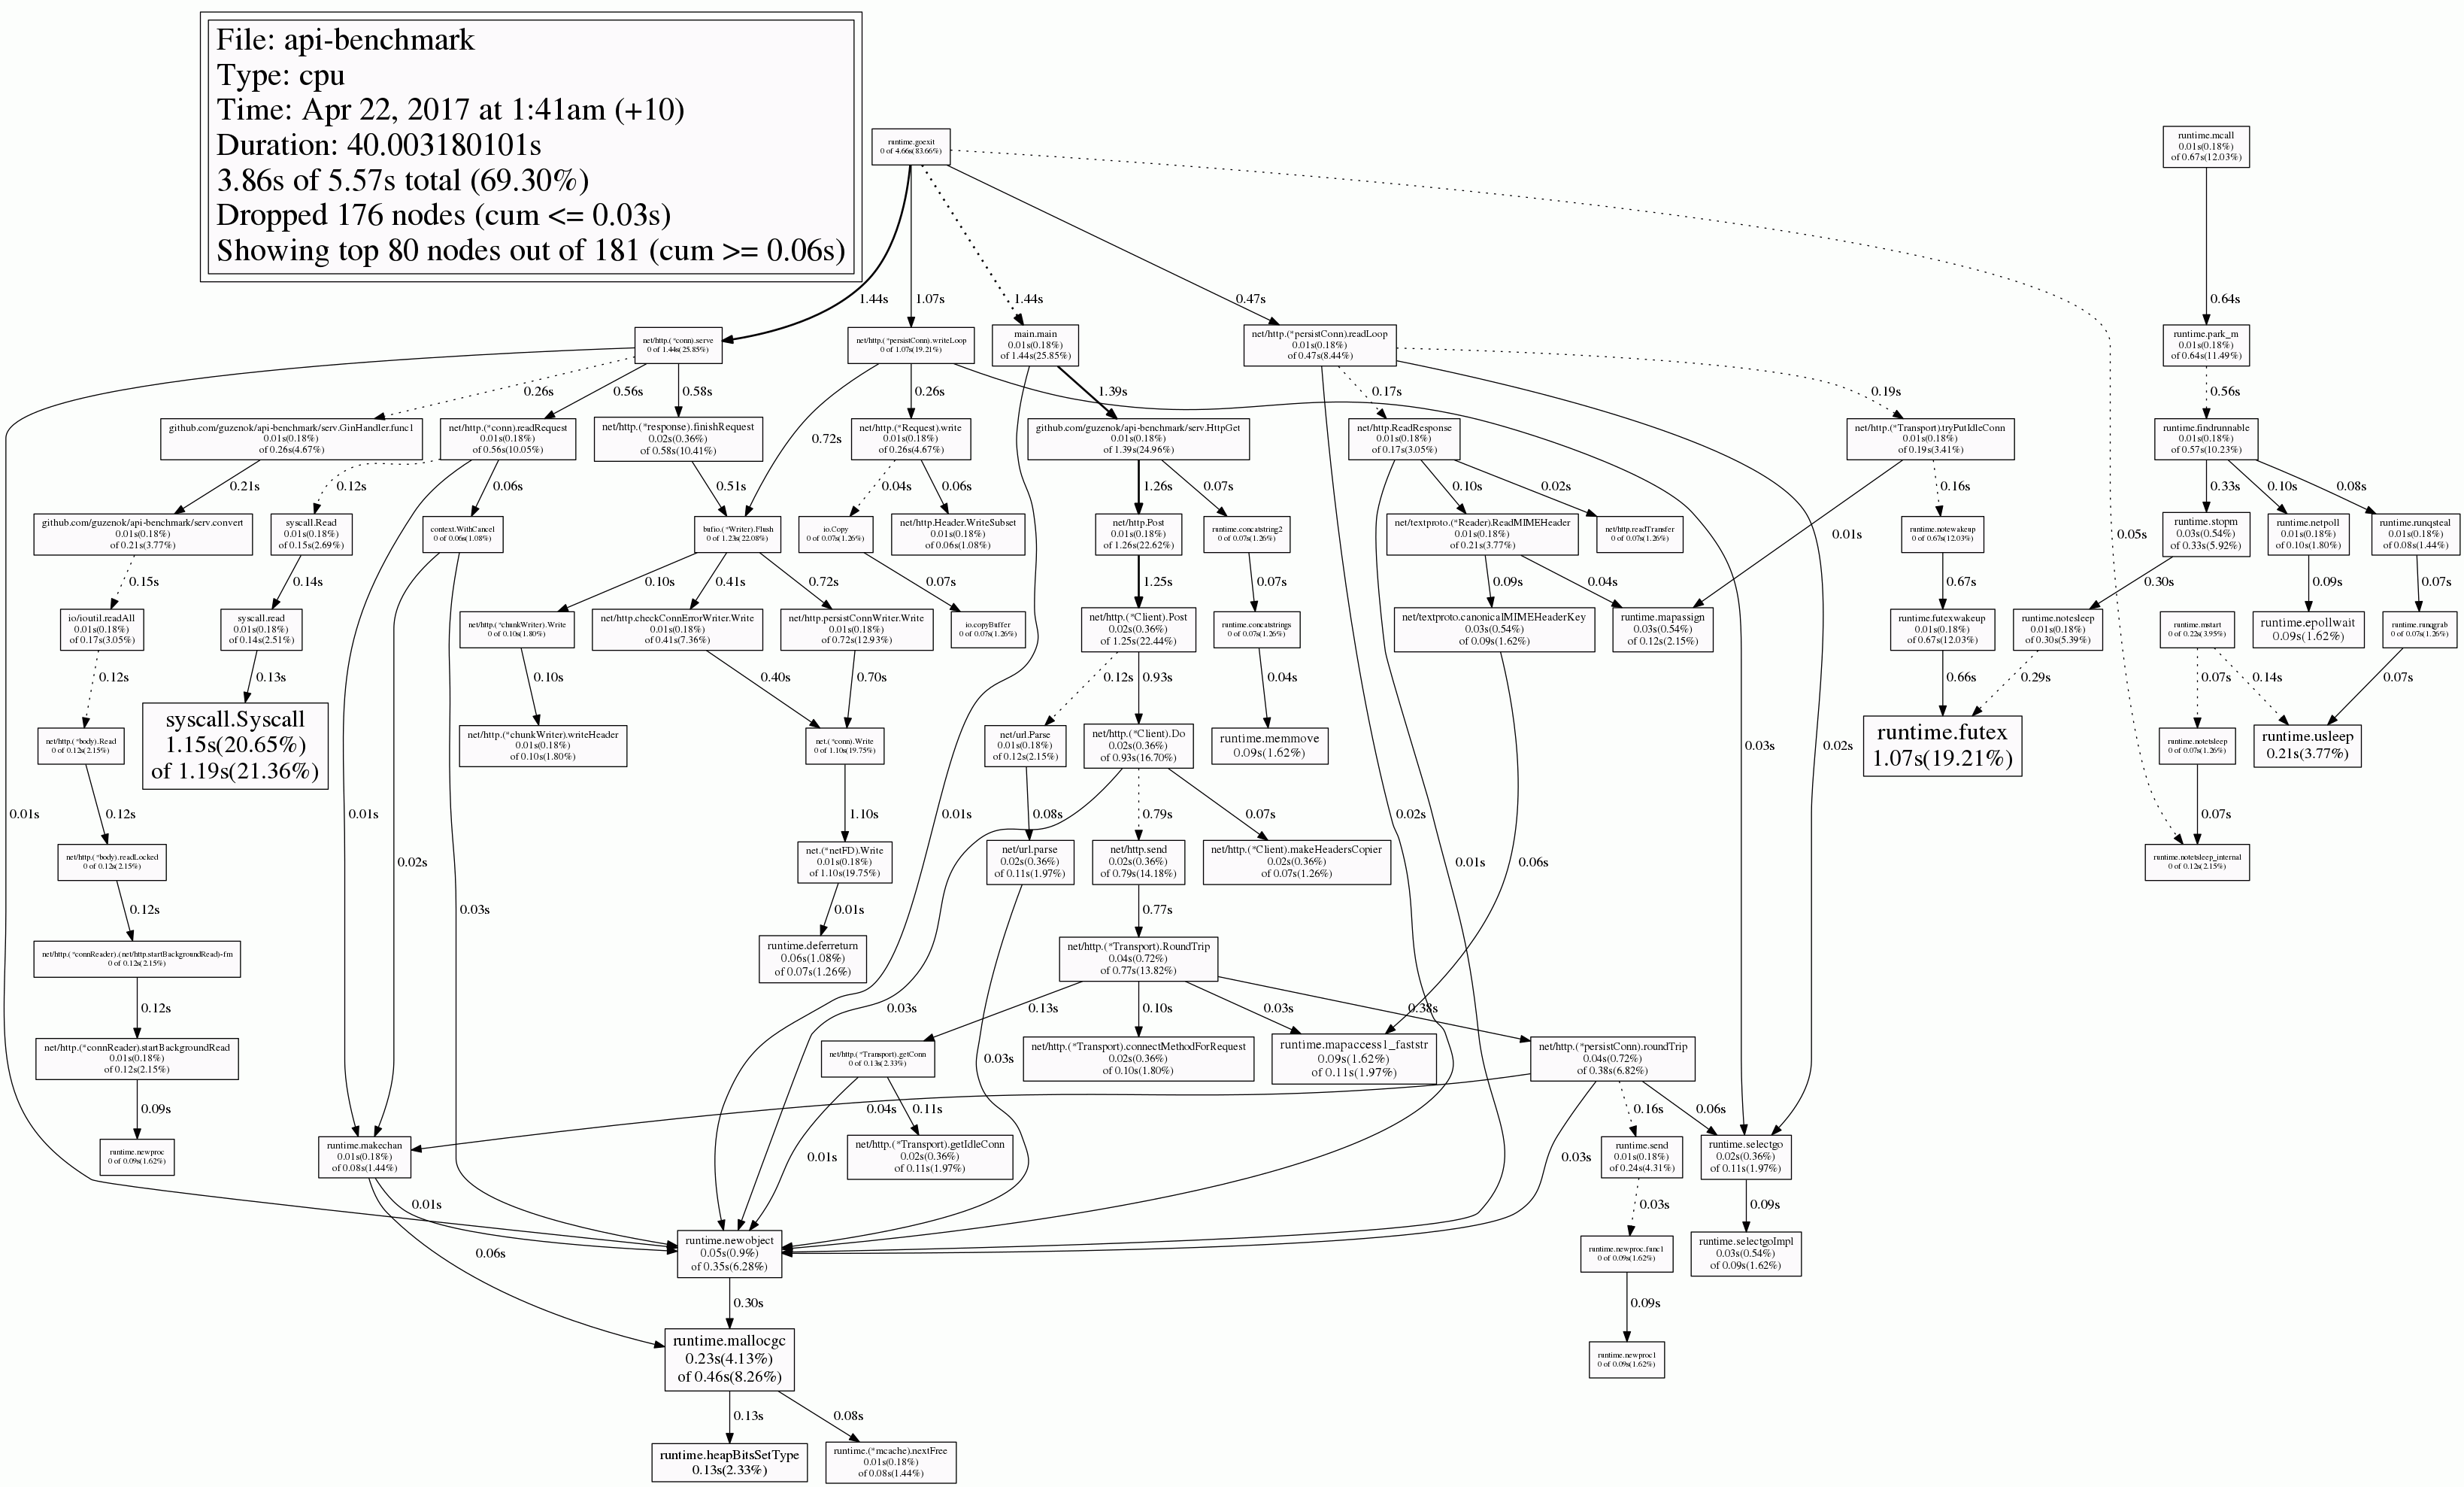 File: api-benchmark
Type: cpu
Time: Apr 22, 2017 at 1:41am (+10)
Duration: 40.003180101s
3.86s of 5.57s total (69.30%)
Dropped 176 nodes (cum <= 0.03s)
Showing top 80 nodes out of 181 (cum >= 0.06s)
runtime.goexit
0 of 4.66s(83.66%)
runtime.mcall
0.01s(0.18%)
of 0.67s(12.03%)
1.44s
1.07s
1.44s
0.47s
0.64s
net/http.(*conn).serve
0 of 1.44s(25.85%)
net/http.(*persistConn).writeLoop
0 of 1.07s(19.21%)
main.main
0.01s(0.18%)
of 1.44s(25.85%)
net/http.(*persistConn).readLoop
0.01s(0.18%)
of 0.47s(8.44%)
runtime.park_m
0.01s(0.18%)
of 0.64s(11.49%)
0.26s
0.56s
0.58s
0.26s
1.39s
0.17s
0.19s
0.56s
github.com/guzenok/api-benchmark/serv.GinHandler.func1
0.01s(0.18%)
of 0.26s(4.67%)
net/http.(*conn).readRequest
0.01s(0.18%)
of 0.56s(10.05%)
net/http.(*response).finishRequest
0.02s(0.36%)
of 0.58s(10.41%)
0.72s
net/http.(*Request).write
0.01s(0.18%)
of 0.26s(4.67%)
github.com/guzenok/api-benchmark/serv.HttpGet
0.01s(0.18%)
of 1.39s(24.96%)
net/http.ReadResponse
0.01s(0.18%)
of 0.17s(3.05%)
net/http.(*Transport).tryPutIdleConn
0.01s(0.18%)
of 0.19s(3.41%)
runtime.findrunnable
0.01s(0.18%)
of 0.57s(10.23%)
0.21s
0.12s
0.06s
0.51s
0.04s
0.06s
1.26s
0.07s
0.10s
0.02s
0.16s
0.33s
0.10s
0.08s
github.com/guzenok/api-benchmark/serv.convert
0.01s(0.18%)
of 0.21s(3.77%)
syscall.Read
0.01s(0.18%)
of 0.15s(2.69%)
context.WithCancel
0 of 0.06s(1.08%)
bufio.(*Writer).Flush
0 of 1.23s(22.08%)
io.Copy
0 of 0.07s(1.26%)
net/http.Header.WriteSubset
0.01s(0.18%)
of 0.06s(1.08%)
net/http.Post
0.01s(0.18%)
of 1.26s(22.62%)
runtime.concatstring2
0 of 0.07s(1.26%)
net/textproto.(*Reader).ReadMIMEHeader
0.01s(0.18%)
of 0.21s(3.77%)
net/http.readTransfer
0 of 0.07s(1.26%)
0.01s
runtime.notewakeup
0 of 0.67s(12.03%)
0.05s
runtime.stopm
0.03s(0.54%)
of 0.33s(5.92%)
runtime.netpoll
0.01s(0.18%)
of 0.10s(1.80%)
runtime.runqsteal
0.01s(0.18%)
of 0.08s(1.44%)
0.15s
0.14s
0.10s
0.41s
0.72s
0.07s
1.25s
0.07s
0.09s
0.04s
0.67s
0.30s
0.09s
0.07s
io/ioutil.readAll
0.01s(0.18%)
of 0.17s(3.05%)
syscall.read
0.01s(0.18%)
of 0.14s(2.51%)
net/http.(*chunkWriter).Write
0 of 0.10s(1.80%)
net/http.checkConnErrorWriter.Write
0.01s(0.18%)
of 0.41s(7.36%)
net/http.persistConnWriter.Write
0.01s(0.18%)
of 0.72s(12.93%)
io.copyBuffer
0 of 0.07s(1.26%)
net/http.(*Client).Post
0.02s(0.36%)
of 1.25s(22.44%)
runtime.concatstrings
0 of 0.07s(1.26%)
net/textproto.canonicalMIMEHeaderKey
0.03s(0.54%)
of 0.09s(1.62%)
runtime.mapassign
0.03s(0.54%)
of 0.12s(2.15%)
runtime.futexwakeup
0.01s(0.18%)
of 0.67s(12.03%)
runtime.notesleep
0.01s(0.18%)
of 0.30s(5.39%)
runtime.mstart
0 of 0.22s(3.95%)
runtime.epollwait
0.09s(1.62%)
runtime.runqgrab
0 of 0.07s(1.26%)
0.12s
0.13s
0.10s
0.40s
0.70s
0.12s
0.93s
0.04s
0.66s
0.29s
0.07s
0.14s
0.07s
net/http.(*body).Read
0 of 0.12s(2.15%)
syscall.Syscall
1.15s(20.65%)
of 1.19s(21.36%)
net/http.(*chunkWriter).writeHeader
0.01s(0.18%)
of 0.10s(1.80%)
net.(*conn).Write
0 of 1.10s(19.75%)
net/url.Parse
0.01s(0.18%)
of 0.12s(2.15%)
net/http.(*Client).Do
0.02s(0.36%)
of 0.93s(16.70%)
runtime.memmove
0.09s(1.62%)
0.03s
0.02s
runtime.futex
1.07s(19.21%)
runtime.notetsleep
0 of 0.07s(1.26%)
runtime.usleep
0.21s(3.77%)
0.01s
0.12s
0.01s
1.10s
0.01s
0.08s
0.79s
0.07s
0.02s
0.07s
net/http.(*body).readLocked
0 of 0.12s(2.15%)
0.02s
net.(*netFD).Write
0.01s(0.18%)
of 1.10s(19.75%)
net/url.parse
0.02s(0.36%)
of 0.11s(1.97%)
net/http.send
0.02s(0.36%)
of 0.79s(14.18%)
net/http.(*Client).makeHeadersCopier
0.02s(0.36%)
of 0.07s(1.26%)
0.01s
0.06s
runtime.notetsleep_internal
0 of 0.12s(2.15%)
0.12s
0.03s
0.01s
0.77s
net/http.(*connReader).(net/http.startBackgroundRead)-fm
0 of 0.12s(2.15%)
runtime.deferreturn
0.06s(1.08%)
of 0.07s(1.26%)
net/http.(*Transport).RoundTrip
0.04s(0.72%)
of 0.77s(13.82%)
0.12s
0.03s
0.13s
0.10s
0.03s
0.38s
net/http.(*connReader).startBackgroundRead
0.01s(0.18%)
of 0.12s(2.15%)
net/http.(*Transport).getConn
0 of 0.13s(2.33%)
0.03s
net/http.(*Transport).connectMethodForRequest
0.02s(0.36%)
of 0.10s(1.80%)
runtime.mapaccess1_faststr
0.09s(1.62%)
of 0.11s(1.97%)
net/http.(*persistConn).roundTrip
0.04s(0.72%)
of 0.38s(6.82%)
0.09s
0.04s
0.11s
0.16s
0.06s
runtime.newproc
0 of 0.09s(1.62%)
runtime.makechan
0.01s(0.18%)
of 0.08s(1.44%)
0.01s
net/http.(*Transport).getIdleConn
0.02s(0.36%)
of 0.11s(1.97%)
0.03s
runtime.send
0.01s(0.18%)
of 0.24s(4.31%)
runtime.selectgo
0.02s(0.36%)
of 0.11s(1.97%)
0.01s
0.03s
0.09s
0.06s
runtime.newobject
0.05s(0.9%)
of 0.35s(6.28%)
runtime.newproc.func1
0 of 0.09s(1.62%)
runtime.selectgoImpl
0.03s(0.54%)
of 0.09s(1.62%)
0.30s
0.09s
runtime.mallocgc
0.23s(4.13%)
of 0.46s(8.26%)
runtime.newproc1
0 of 0.09s(1.62%)
0.13s
0.08s
runtime.heapBitsSetType
0.13s(2.33%)
runtime.(*mcache).nextFree
0.01s(0.18%)
of 0.08s(1.44%)